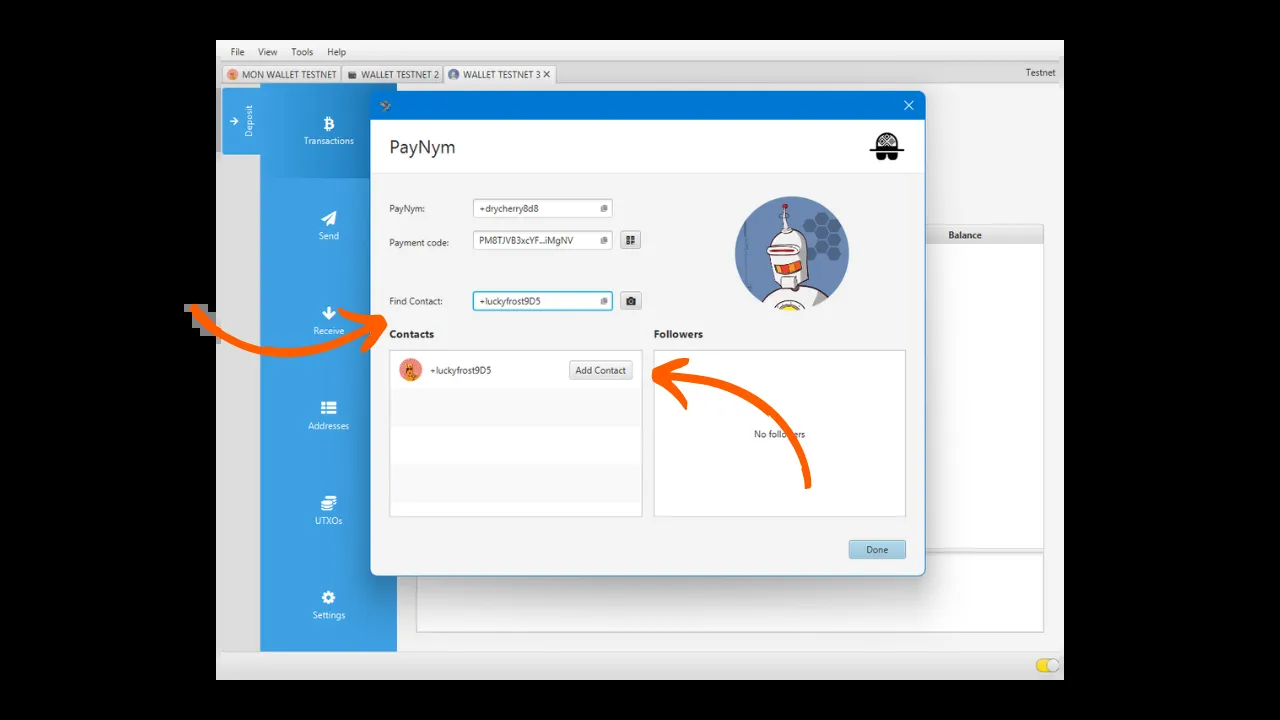 File View Tools Help
MON WALLET TESTNET WALLET TESTNET 2 WALLET TESTNET 3
Testnet
Deposit
Transactions
Send
Receive
Addresses
UTXOs
Settings
Balance
PayNym
PayNym: +drycherry8d8
Payment code: PM8TJVB3xcYF...iMgNV
Find Contact: +luckyfrost9D5
Contacts Followers
+luckyfrost9D5 Add Contact
No followers
Done